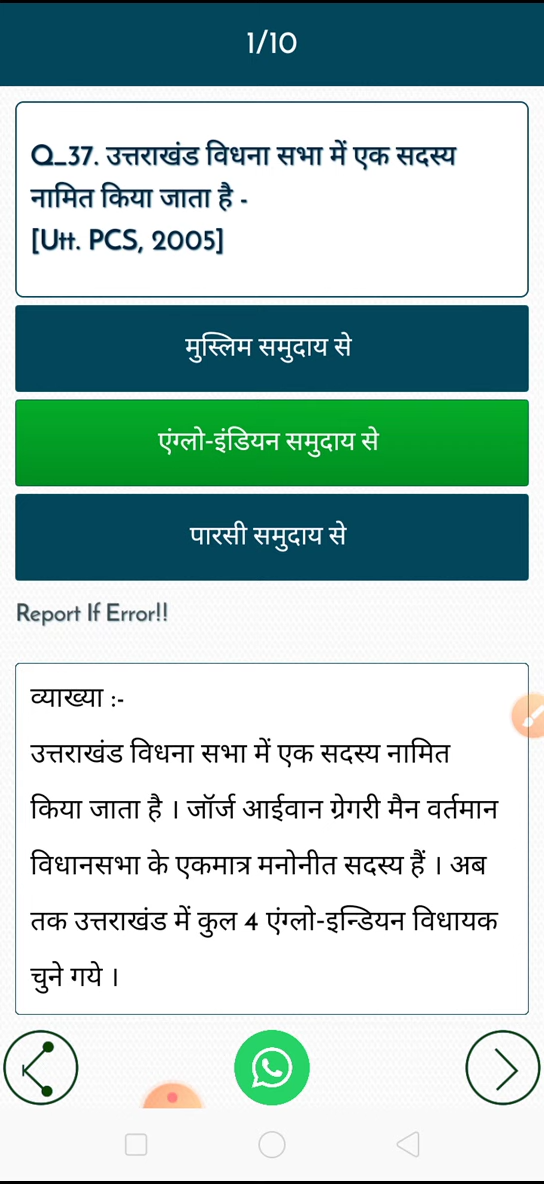 1/10
Q_37. उत्तराखंड विधना सभा में एक सदस्य
नामित किया जाता है -
[Utt. PCS, 2005]
मुस्लिम समुदाय से
एंग्लो-इंडियन समुदाय से
पारसी समुदाय से
Report If Error!!
व्याख्या :-
उत्तराखंड विधना सभा में एक सदस्य नामित
किया जाता है । जॉर्ज आईवान ग्रेगरी मैन वर्तमान
विधानसभा के एकमात्र मनोनीत सदस्य हैं । अब
तक उत्तराखंड में कुल 4 एंग्लो-इन्डियन विधायक
चुने गये ।